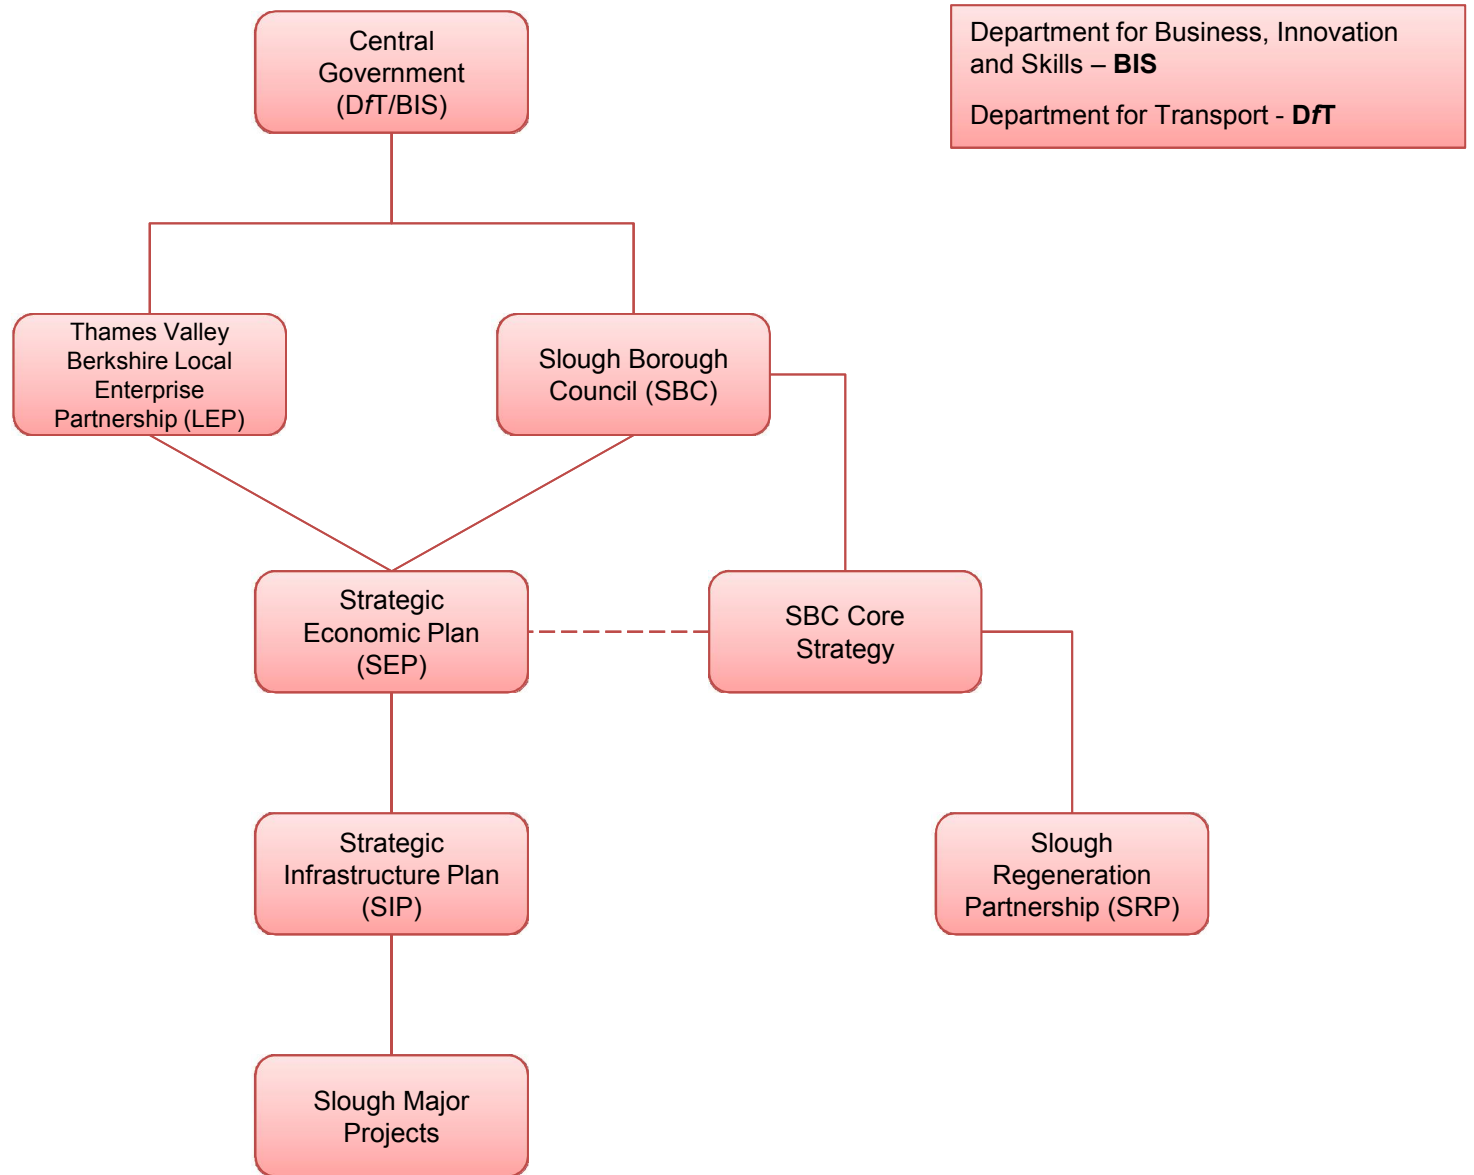 Central
Government
(DfT/BIS)
Department for Business, Innovation
and Skills – BIS
Department for Transport - DfT
Thames Valley
Berkshire Local
Enterprise
Partnership (LEP)
Slough Borough
Council (SBC)
Strategic
Economic Plan
(SEP)
SBC Core
Strategy
Strategic
Infrastructure Plan
(SIP)
Slough
Regeneration
Partnership (SRP)
Slough Major
Projects